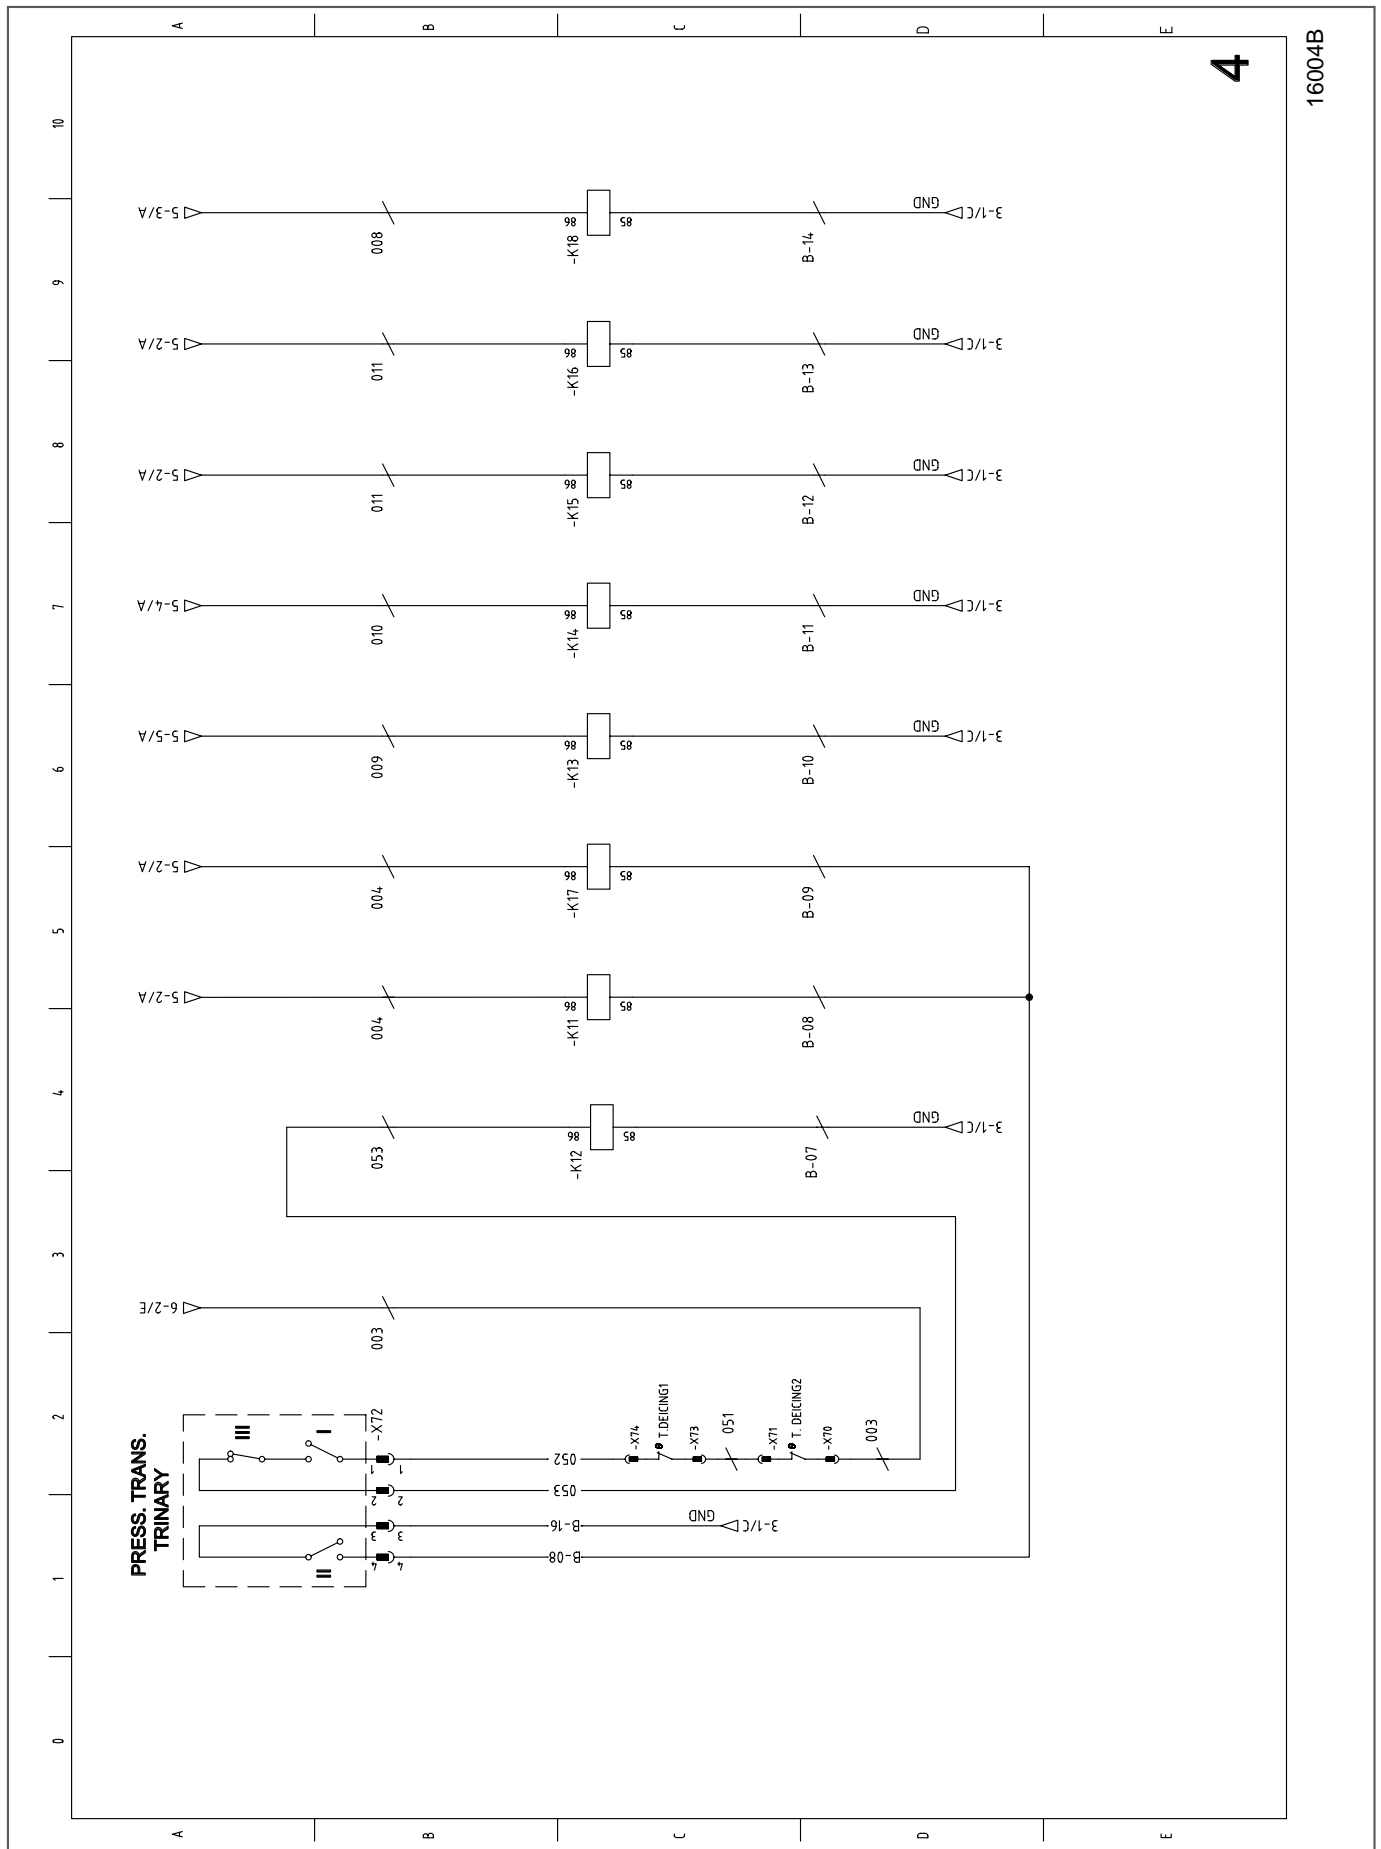 A
B
C
D
E
4
16004B
10
9
8
7
6
5
4
3
2
1
0
5-3/A
008
86
-K18
85
B-14
GND
3-1/C
5-2/A
011
86
-K16
85
B-13
GND
3-1/C
5-2/A
011
86
-K15
85
B-12
GND
3-1/C
5-4/A
010
86
-K14
85
B-11
GND
3-1/C
5-5/A
009
86
-K13
85
B-10
GND
3-1/C
5-2/A
004
86
-K17
85
B-09
5-2/A
004
86
-K11
85
B-08
053
86
-K12
85
B-07
GND
3-1/C
6-2/E
003
PRESS. TRANS.
TRINARY
III
I
II
-X72
1
1
2
2
3
3
4
4
052
-X74
T.DEICING1
-X73
051
-X71
T. DEICING2
-X70
003
053
B-16
GND
3-1/C
B-08
A
B
C
D
E